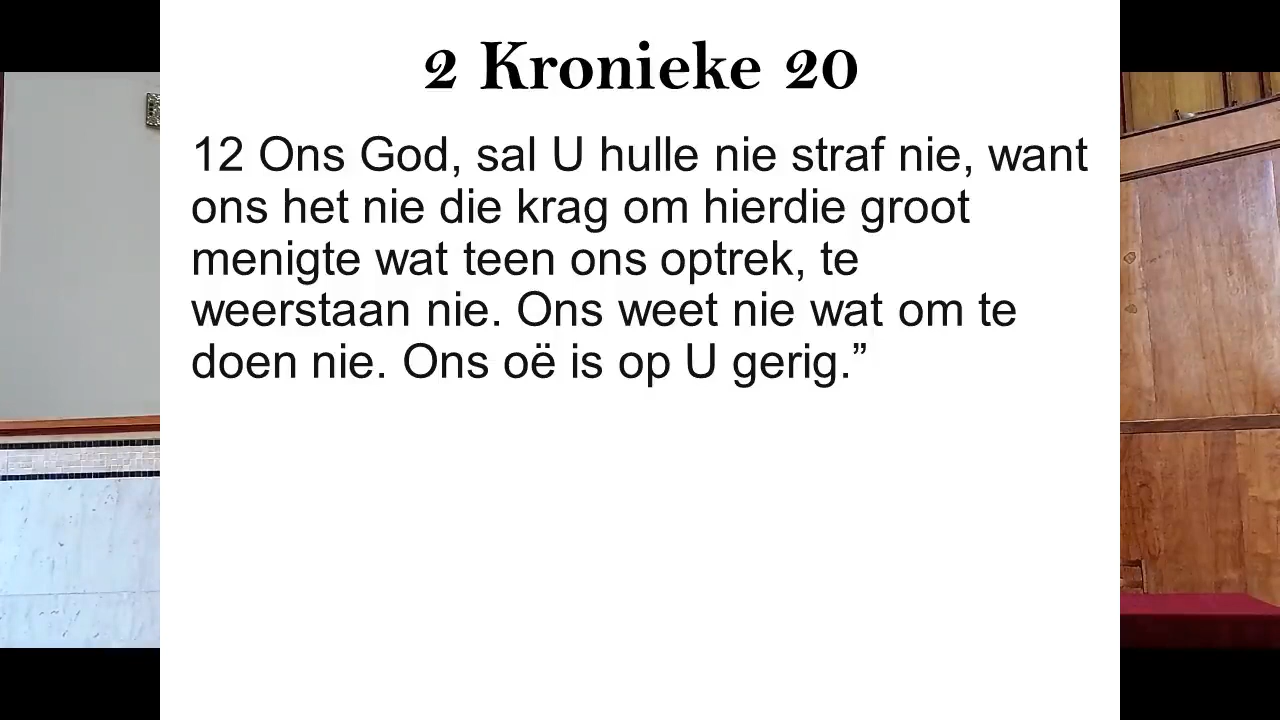 2 Kronieke 20
12 Ons God, sal U hulle nie straf nie, want
ons het nie die krag om hierdie groot
menigte wat teen ons optrek, te
weerstaan nie. Ons weet nie wat om te
doen nie. Ons oë is op U gerig.”